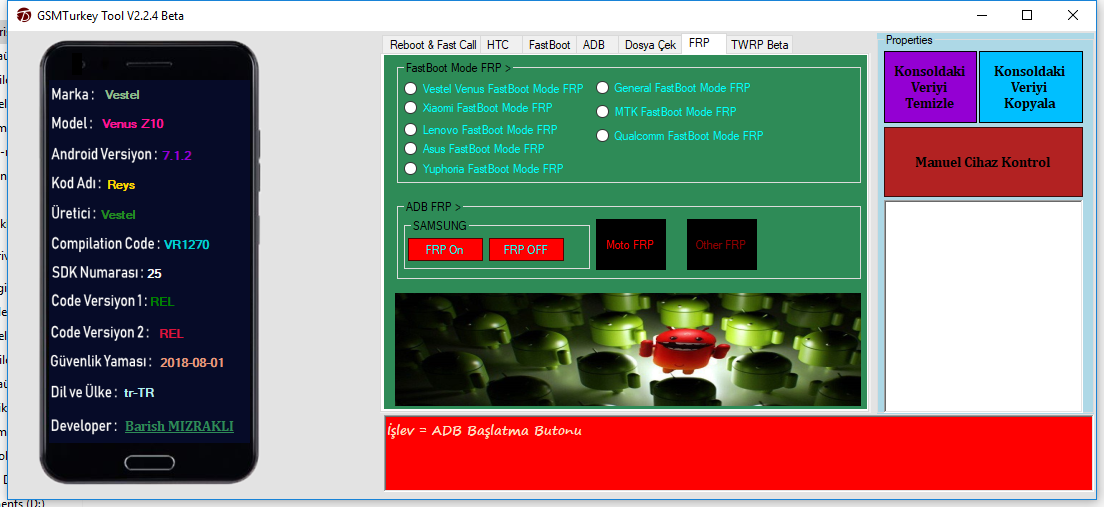 GSMTurkey Tool V2.2.4 Beta
Marka : Vestel
Model : Venus Z10
Android Versiyon : 7.1.2
Kod Adı : Reys
Üretici : Vestel
Compilation Code : VR1270
SDK Numarası : 25
Code Versiyon 1 : REL
Code Versiyon 2 : REL
Güvenlik Yaması : 2018-08-01
Dil ve Ülke : tr-TR
Developer : Barish MIZRAKLI
Reboot & Fast Call HTC FastBoot ADB Dosya Çek FRP TWRP Beta
FastBoot Mode FRP >
Vestel Venus FastBoot Mode FRP
Xiaomi FastBoot Mode FRP
Lenovo FastBoot Mode FRP
Asus FastBoot Mode FRP
Yuphoria FastBoot Mode FRP
General FastBoot Mode FRP
MTK FastBoot Mode FRP
Qualcomm FastBoot Mode FRP
ADB FRP >
SAMSUNG
FRP On FRP OFF
Moto FRP Other FRP
Properties
Konsoldaki
Veriyi
Temizle
Konsoldaki
Veriyi
Kopyala
Manuel Cihaz Kontrol
İşlev = ADB Başlatma Butonu
ents (D:)